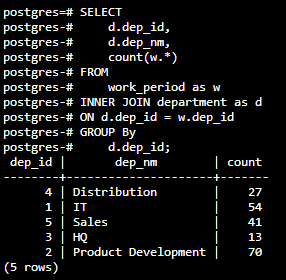 postgres=# SELECT
postgres-#     d.dep_id,
postgres-#     d.dep_nm,
postgres-#     count(w.*)
postgres-# FROM
postgres-#     work_period as w
postgres-# INNER JOIN department as d
postgres-# ON d.dep_id = w.dep_id
postgres-# GROUP By
postgres-#     d.dep_id;
 dep_id |       dep_nm        | count
--------+---------------------+-------
      4 | Distribution        |    27
      1 | IT                  |    54
      5 | Sales               |    41
      3 | HQ                  |    13
      2 | Product Development |    70
(5 rows)